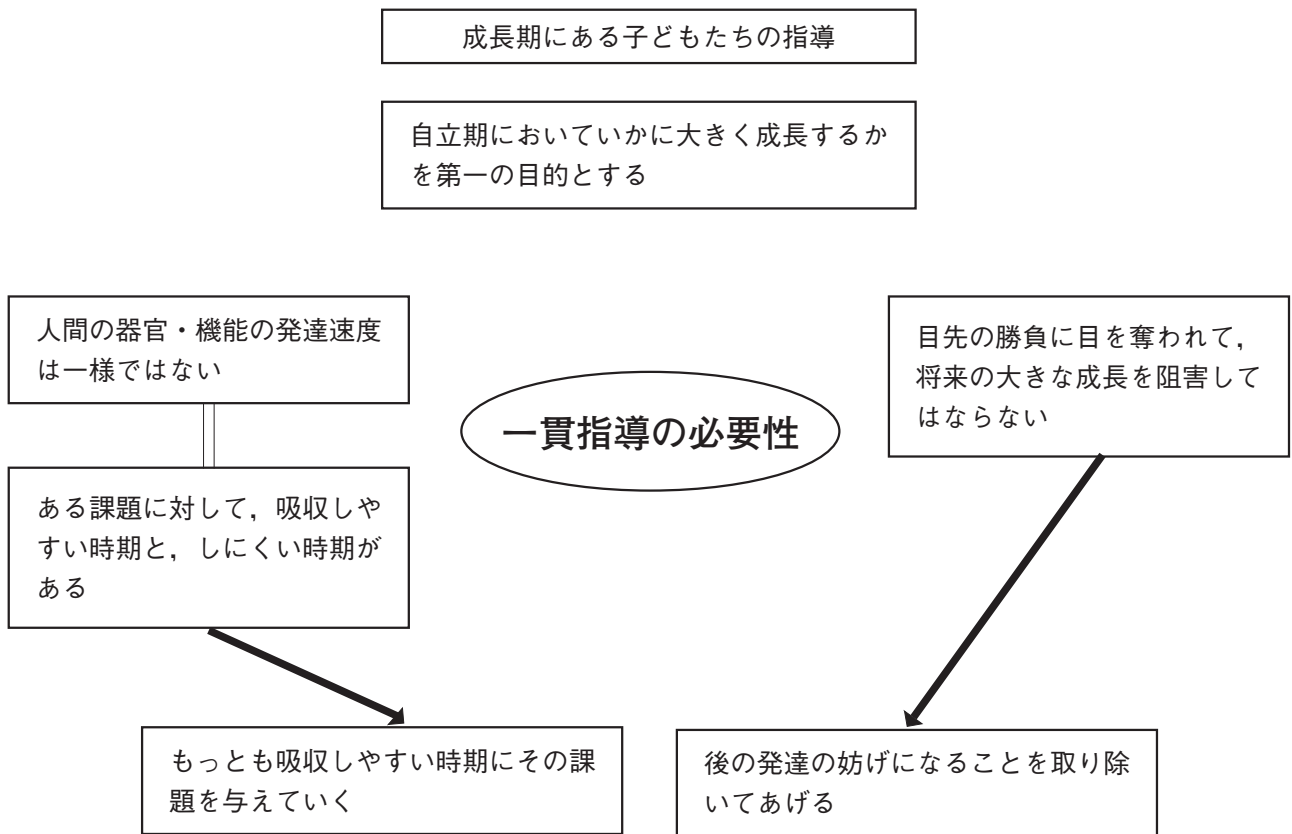 成長期にある子どもたちの指導
自立期においていかに大きく成長するか
を第一の目的とする
人間の器官・機能の発達速度
は一様ではない
ある課題に対して，吸収しや
すい時期と，しにくい時期が
ある
一貫指導の必要性
目先の勝負に目を奪われて，
将来の大きな成長を阻害して
はならない
もっとも吸収しやすい時期にその課
題を与えていく
後の発達の妨げになることを取り除
いてあげる